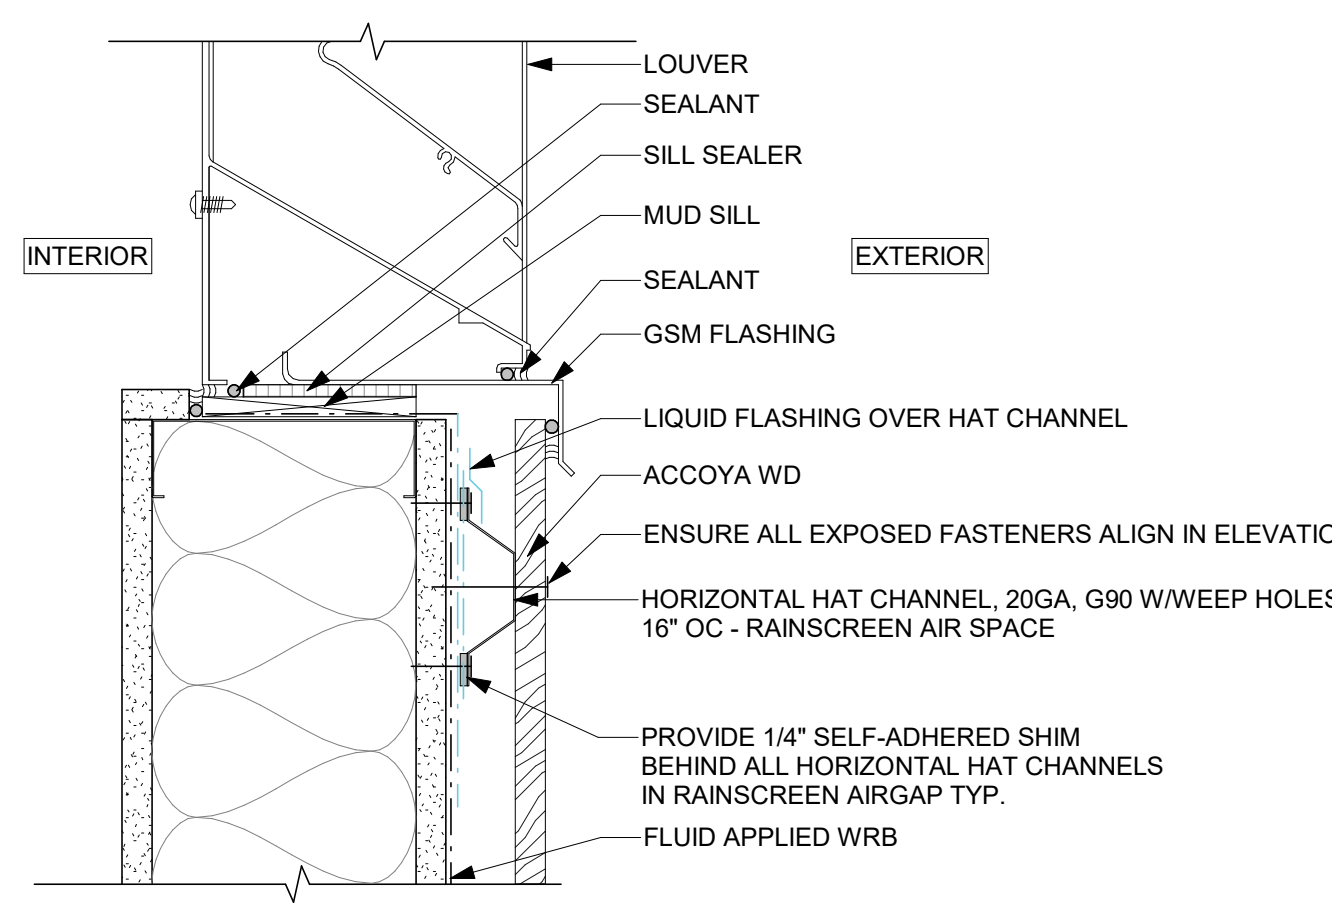 LOUVER
SEALANT
SILL SEALER
MUD SILL
INTERIOR
EXTERIOR
SEALANT
GSM FLASHING
LIQUID FLASHING OVER HAT CHANNEL
ACCOYA WD
ENSURE ALL EXPOSED FASTENERS ALIGN IN ELEVATIO
HORIZONTAL HAT CHANNEL, 20GA, G90 W/WEEP HOLES
16" OC - RAINSCREEN AIR SPACE
PROVIDE 1/4" SELF-ADHERED SHIM
BEHIND ALL HORIZONTAL HAT CHANNELS
IN RAINSCREEN AIRGAP TYP.
FLUID APPLIED WRB